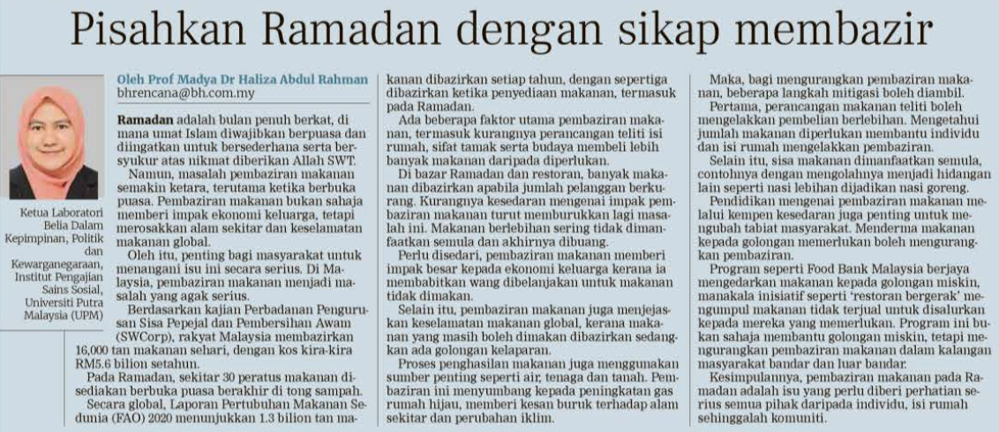 Pisahkan Ramadan dengan sikap membazir
Ketua Laboratori
Belia Dalam
Kepimpinan, Politik
dan
Kewarganegaraan,
Institut Pengajian
Sains Sosial,
Universiti Putra
Malaysia (UPM)
Oleh Prof Madya Dr Haliza Abdul Rahman
bhrencana@bh.com.my
Ramadan adalah bulan penuh berkat, di
mana umat Islam diwajibkan berpuasa dan
diingatkan untuk bersederhana serta ber-
syukur atas nikmat diberikan Allah SWT.
Namun, masalah pembaziran makanan
semakin ketara, terutama ketika berbuka
puasa. Pembaziran makanan bukan sahaja
memberi impak ekonomi keluarga, tetapi
merosakkan alam sekitar dan keselamatan
makanan global.
Oleh itu, penting bagi masyarakat untuk
menangani isu ini secara serius. Di Ma-
laysia, pembaziran makanan menjadi ma-
salah yang agak serius.
Berdasarkan kajian Perbadanan Penguru-
san Sisa Pepejal dan Pembersihan Awam
(SWCorp), rakyat Malaysia membazirkan
16,000 tan makanan sehari, dengan kos kira-kira
RM5.6 bilion setahun.
Pada Ramadan, sekitar 30 peratus makanan di-
sediakan berbuka puasa berakhir di tong sampah.
Secara global, Laporan Pertubuhan Makanan Se-
dunia (FAO) 2020 menunjukkan 1.3 bilion tan ma-
kanan dibazirkan setiap tahun, dengan sepertiga
dibazirkan ketika penyediaan makanan, termasuk
pada Ramadan.
Ada beberapa faktor utama pembaziran maka-
nan, termasuk kurangnya perancangan teliti isi
rumah, sifat tamak serta budaya membeli lebih
banyak makanan daripada diperlukan.
Di bazar Ramadan dan restoran, banyak maka-
nan dibazirkan apabila jumlah pelanggan berku-
rang. Kurangnya kesedaran mengenai impak pem-
baziran makanan turut memburukkan lagi masa-
lah ini. Makanan berlebihan sering tidak diman-
faatkan semula dan akhirnya dibuang.
Perlu disedari, pembaziran makanan memberi
impak besar kepada ekonomi keluarga kerana ia
membabitkan wang dibelanjakan untuk makanan
tidak dimakan.
Selain itu, pembaziran makanan juga menjejas-
kan keselamatan makanan global, kerana maka-
nan yang masih boleh dimakan dibazirkan sedang-
kan ada golongan kelaparan.
Proses penghasilan makanan juga menggunakan
sumber penting seperti air, tenaga dan tanah. Pem-
baziran ini menyumbang kepada peningkatan gas
rumah hijau, memberi kesan buruk terhadap alam
sekitar dan perubahan iklim.
Maka, bagi mengurangkan pembaziran maka-
nan, beberapa langkah mitigasi boleh diambil.
Pertama, perancangan makanan teliti boleh
mengelakkan pembelian berlebihan. Mengetahui
jumlah makanan diperlukan membantu individu
dan isi rumah mengelakkan pembaziran.
Selain itu, sisa makanan dimanfaatkan semula,
contohnya dengan mengolahnya menjadi hidangan
lain seperti nasi lebihan dijadikan nasi goreng.
Pendidikan mengenai pembaziran makanan me-
lalui kempen kesedaran juga penting untuk me-
ngubah tabiat masyarakat. Menderma makanan
kepada golongan memerlukan boleh mengurang-
kan pembaziran.
Program seperti Food Bank Malaysia berjaya
mengedarkan makanan kepada golongan miskin,
manakala inisiatif seperti ‘restoran bergerak’ me-
ngumpul makanan tidak terjual untuk disalurkan
kepada mereka yang memerlukan. Program ini bu-
kan sahaja membantu golongan miskin, tetapi me-
ngurangkan pembaziran makanan dalam kalangan
masyarakat bandar dan luar bandar.
Kesimpulannya, pembaziran makanan pada Ra-
madan adalah isu yang perlu diberi perhatian se-
rius semua pihak daripada individu, isi rumah
sehinggalah komuniti.